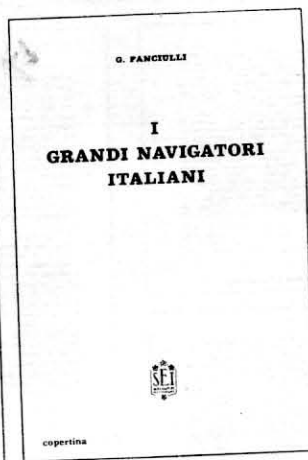 G. FANCIULLI
I
GRANDI NAVIGATORI
ITALIANI
SEI
copertina